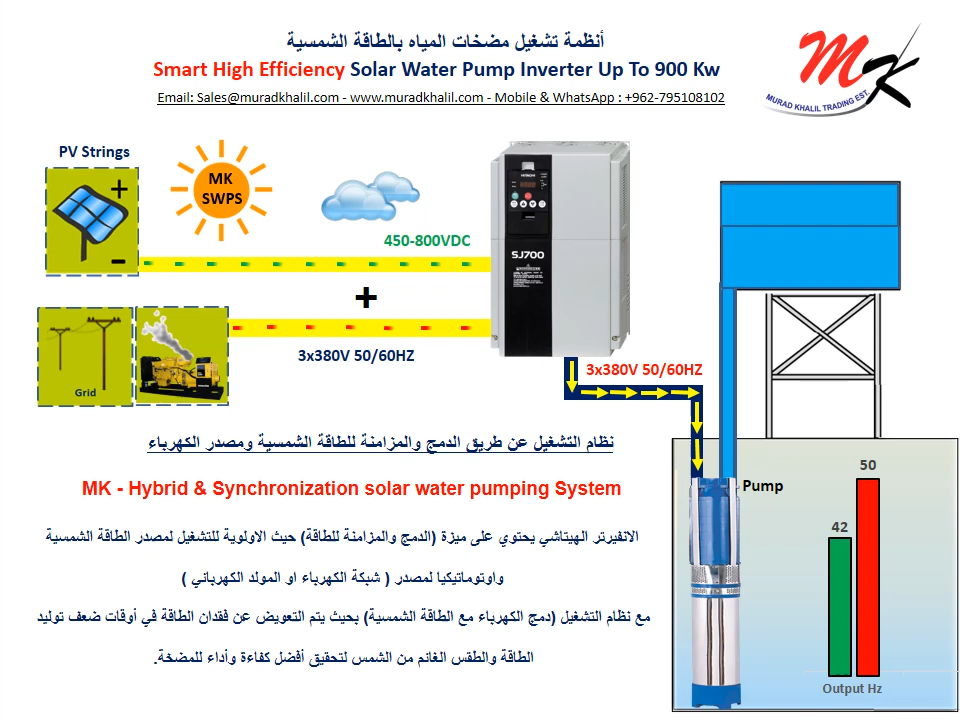 أنظمة تشغيل مضخات المياه بالطاقة الشمسية
Smart High Efficiency Solar Water Pump Inverter Up To 900 Kw
Email: Sales@muradkhalil.com - www.muradkhalil.com - Mobile & WhatsApp : +962-795108102
MK
MURAD KHALIL TRADING EST.
PV Strings
+
-
MK
SWPS
450-800VDC
HITACHI
SJ700
+
Grid
3x380V 50/60HZ
3x380V 50/60HZ
نظام التشغيل عن طريق الدمج والمزامنة للطاقة الشمسية ومصدر الكهرباء
MK - Hybrid & Synchronization solar water pumping System
الانفيرتر الهيتاشي يحتوي على ميزة (الدمج والمزامنة للطاقة) حيث الاولوية للتشغيل لمصدر الطاقة الشمسية
واوتوماتيكيا لمصدر ( شبكة الكهرباء او المولد الكهربائي )
مع نظام التشغيل (دمج الكهرباء مع الطاقة الشمسية) بحيث يتم التعويض عن فقدان الطاقة في أوقات ضعف توليد
الطاقة والطقس الغائم من الشمس لتحقيق أفضل كفاءة وأداء للمضخة.
Pump
50
42
Output Hz